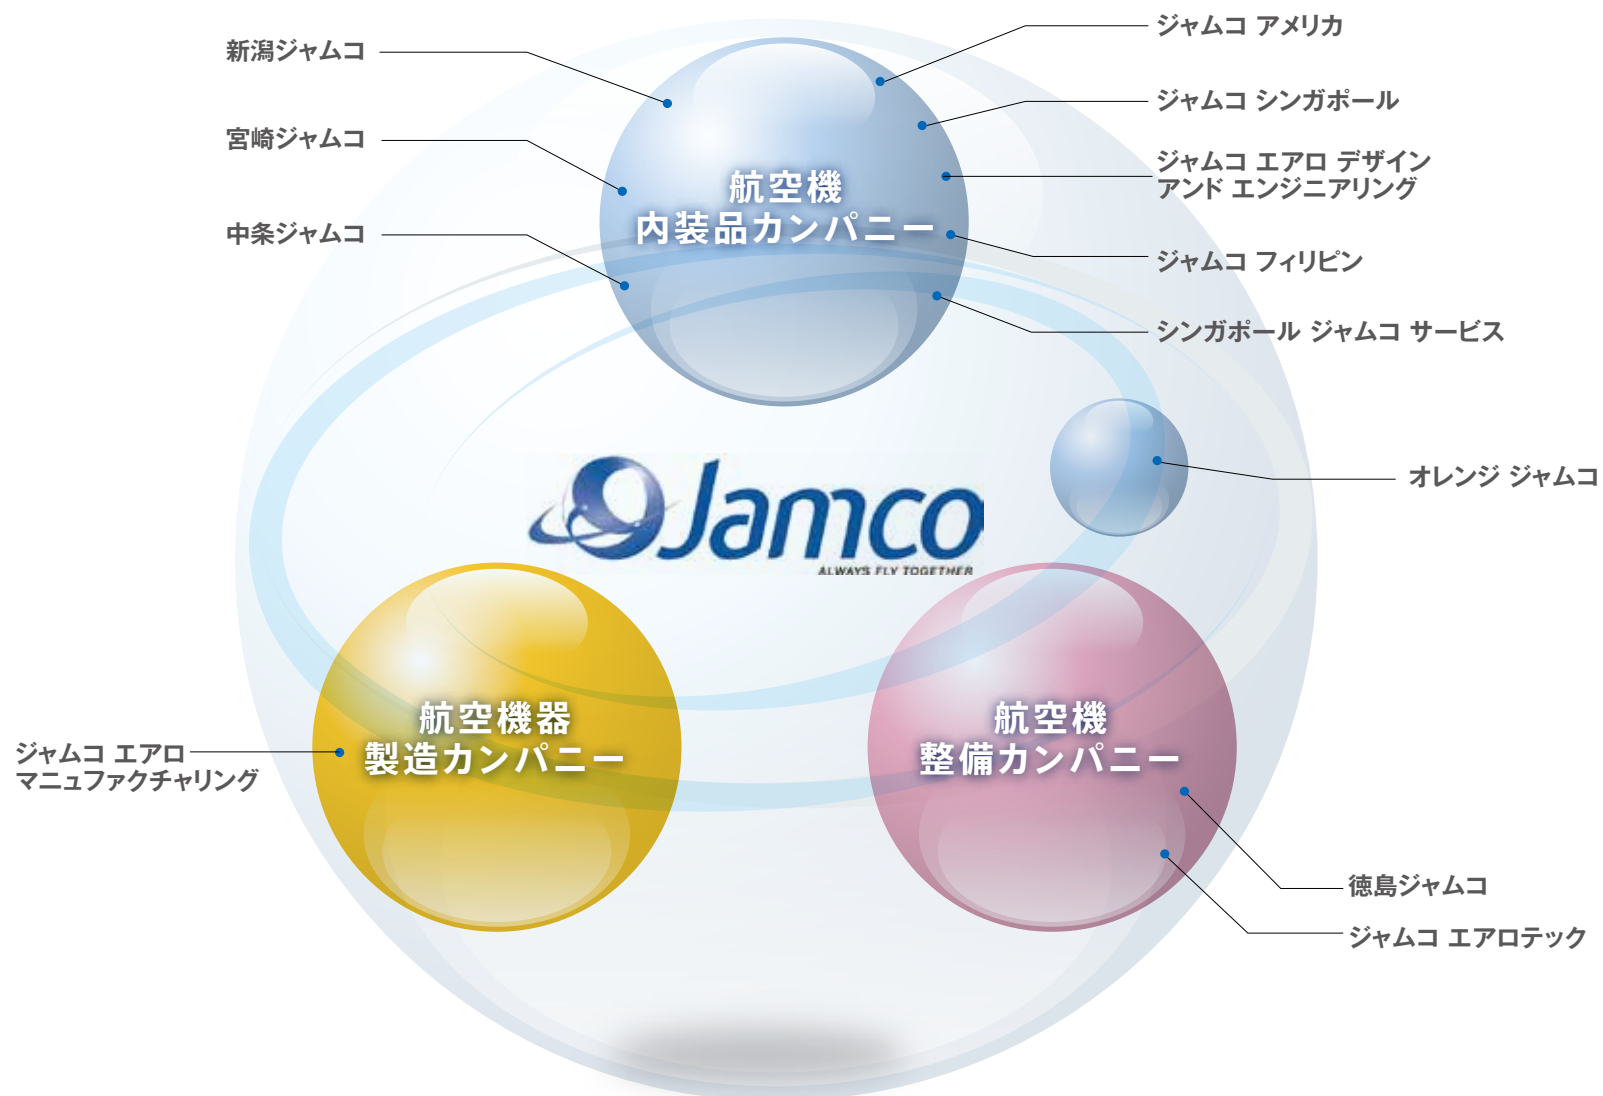 新潟ジャムコ
宮崎ジャムコ
中条ジャムコ
ジャムコ アメリカ
ジャムコ シンガポール
ジャムコ エアロ デザイン
アンド エンジニアリング
ジャムコ フィリピン
シンガポール ジャムコ サービス
航空機
内装品カンパニー
オレンジ ジャムコ
Jamco
ALWAYS FLY TOGETHER
航空機器
製造カンパニー
ジャムコ エアロ
マニュファクチャリング
航空機
整備カンパニー
徳島ジャムコ
ジャムコ エアロテック